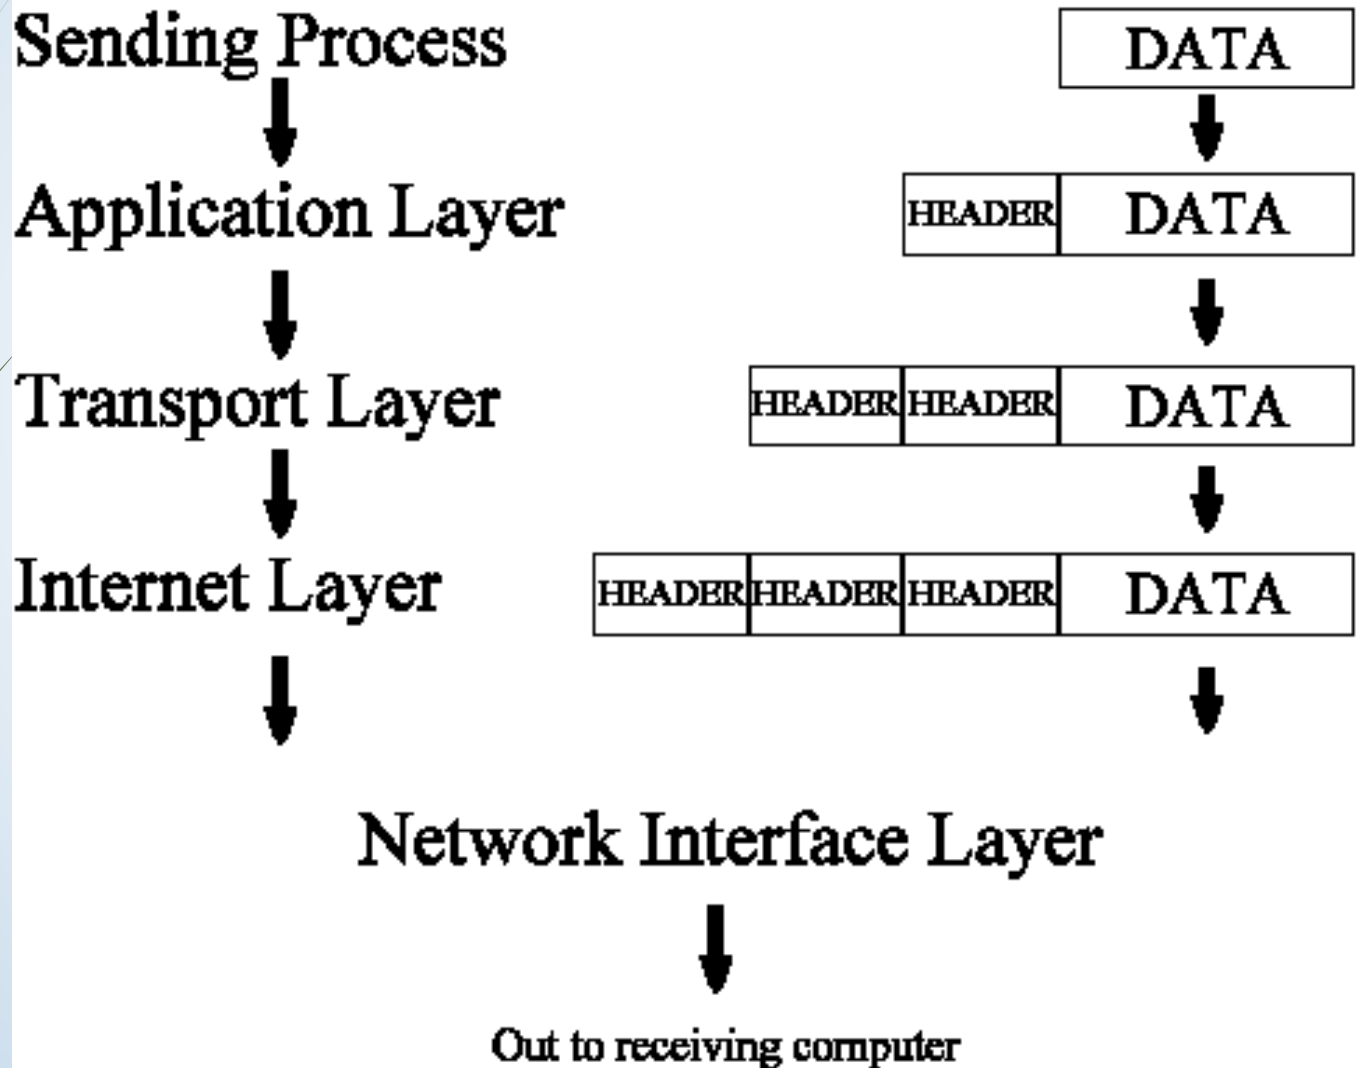 Sending Process DATA
Application Layer HEADER DATA
Transport Layer HEADER HEADER DATA
Internet Layer HEADER HEADER HEADER DATA
Network Interface Layer
Out to receiving computer